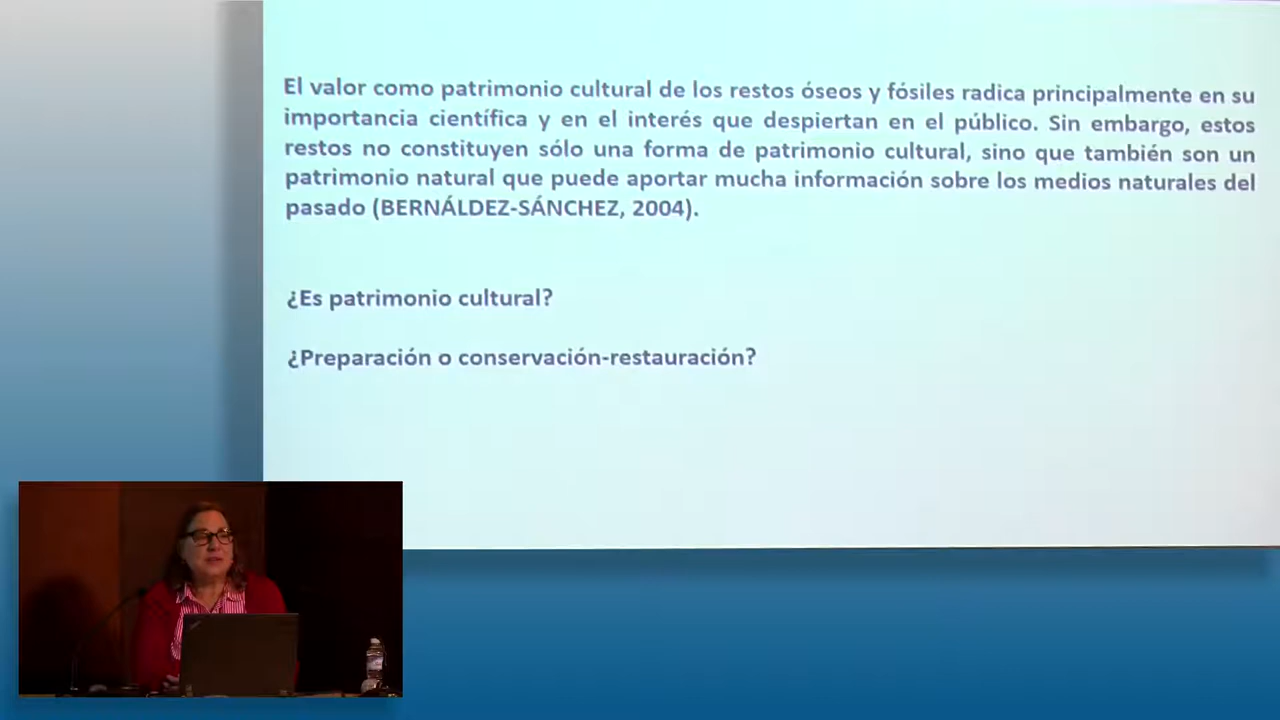 El valor como patrimonio cultural de los restos óseos y fósiles radica principalmente en su
importancia científica y en el interés que despiertan en el público. Sin embargo, estos
restos no constituyen sólo una forma de patrimonio cultural, sino que también son un
patrimonio natural que puede aportar mucha información sobre los medios naturales del
pasado (BERNÁLDEZ-SÁNCHEZ, 2004).
¿Es patrimonio cultural?
¿Preparación o conservación-restauración?